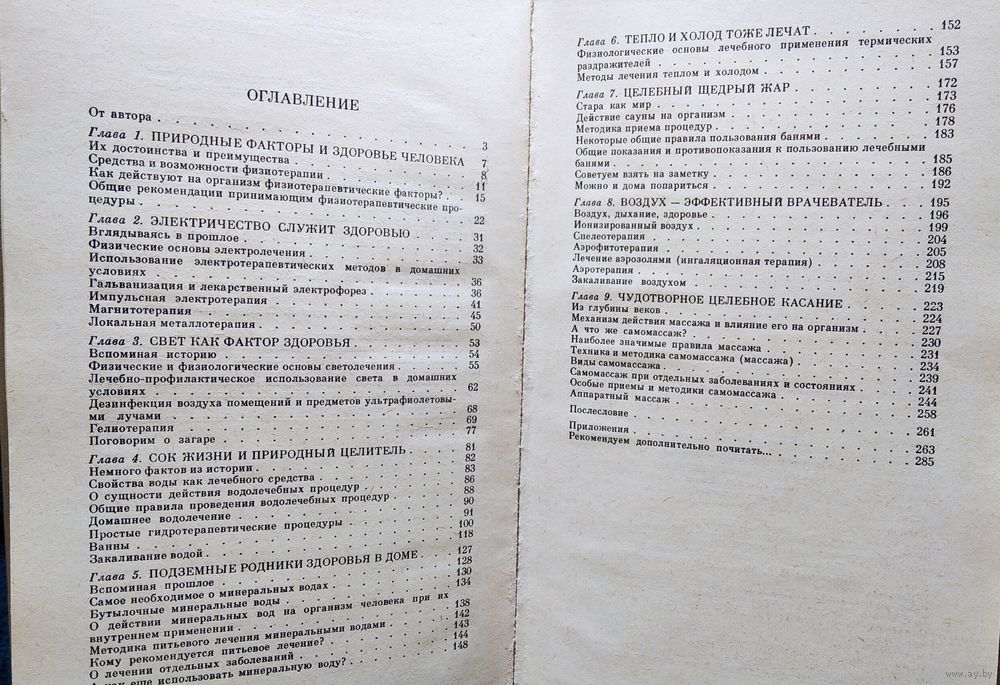 ОГЛАВЛЕНИЕ
От автора . . . . . . . . . . 3
Глава 1. ПРИРОДНЫЕ ФАКТОРЫ И ЗДОРОВЬЕ ЧЕЛОВЕКА 7
Их достоинства и преимущества . . . . . . 8
Средства и возможности физиотерапии . . . . . 11
Как действуют на организм физиотерапевтические факторы? . . 15
Общие рекомендации принимающим физиотерапевтические про-
цедуры . . . . . . . . . . 22
Глава 2. ЭЛЕКТРИЧЕСТВО СЛУЖИТ ЗДОРОВЬЮ . . . . 31
Вглядываясь в прошлое . . . . . . . . 32
Физические основы электролечения . . . . . . 33
Использование электротерапевтических методов в домашних
условиях . . . . . . . . . . 36
Гальванизация и лекарственный электрофорез . . . . 36
Импульсная электротерапия . . . . . . . 41
Магнитотерапия . . . . . . . . . 45
Локальная металлотерапия . . . . . . . . 50
Глава 3. СВЕТ КАК ФАКТОР ЗДОРОВЬЯ . . . . . . 53
Вспоминая историю . . . . . . . . . 54
Физические и физиологические основы светолечения . . . 55
Лечебно-профилактическое использование света в домашних
условиях . . . . . . . . . . 62
Дезинфекция воздуха помещений и предметов ультрафиолетовы-
ми лучами . . . . . . . . . . 68
Гелиотерапия . . . . . . . . . . 69
Поговорим о загаре . . . . . . . . . 77
Глава 4. СОК ЖИЗНИ И ПРИРОДНЫЙ ЦЕЛИТЕЛЬ . . . . 81
Немного фактов из истории . . . . . . . 82
Свойства воды как лечебного средства . . . . . 83
О сущности действия водолечебных процедур . . . . 86
Общие правила проведения водолечебных процедур . . . 88
Домашнее водолечение . . . . . . . . 90
Простые гидротерапевтические процедуры . . . . . 91
Ванны . . . . . . . . . . . 100
Закаливание водой . . . . . . . . . 118
Глава 5. ПОДЗЕМНЫЕ РОДНИКИ ЗДОРОВЬЯ В ДОМЕ . . . 127
Вспоминая прошлое . . . . . . . . . 128
Самое необходимое о минеральных водах . . . . . 130
Бутылочные минеральные воды . . . . . . . 134
О действии минеральных вод на организм человека при их
внутреннем применении . . . . . . . . 138
Методика питьевого лечения минеральными водами . . . 142
Кому рекомендуется питьевое лечение? . . . . . 143
О лечении отдельных заболеваний . . . . . . 144
А как еще использовать минеральную воду? . . . . 148
Глава 6. ТЕПЛО И ХОЛОД ТОЖЕ ЛЕЧАТ . . . . . 152
Физиологические основы лечебного применения термических
раздражителей . . . . . . . . . 153
Методы лечения теплом и холодом . . . . . . 157
Глава 7. ЦЕЛЕБНЫЙ ЩЕДРЫЙ ЖАР . . . . . . 172
Стара как мир . . . . . . . . . 173
Действие сауны на организм . . . . . . . 176
Методика приема процедур . . . . . . . 178
Некоторые общие правила пользования банями . . . . 183
Общие показания и противопоказания к пользованию лечебными
банями . . . . . . . . . . 185
Советуем взять на заметку . . . . . . . 186
Можно и дома попариться . . . . . . . 192
Глава 8. ВОЗДУХ — ЭФФЕКТИВНЫЙ ВРАЧЕВАТЕЛЬ . . . 195
Воздух, дыхание, здоровье . . . . . . . 196
Ионизированный воздух . . . . . . . . 199
Спелеотерапия . . . . . . . . . 204
Аэрофитотерапия . . . . . . . . . 205
Лечение аэрозолями (ингаляционная терапия) . . . . 208
Аэротерапия . . . . . . . . . . 215
Закаливание воздухом . . . . . . . . 219
Глава 9. ЧУДОТВОРНОЕ ЦЕЛЕБНОЕ КАСАНИЕ . . . . 223
Из глубины веков . . . . . . . . . 224
Механизм действия массажа и влияние его на организм . . 227
А что же самомассаж? . . . . . . . . 230
Наиболее значимые правила массажа . . . . . 231
Техника и методика самомассажа (массажа) . . . . 234
Виды самомассажа . . . . . . . . . 239
Самомассаж при отдельных заболеваниях и состояниях . . 241
Особые приемы и методики самомассажа . . . . . 244
Аппаратный массаж . . . . . . . . . 258
Послесловие . . . . . . . . . . 261
Приложения . . . . . . . . . . 263
Рекомендуем дополнительно почитать... . . . . . 285
www.ay.by